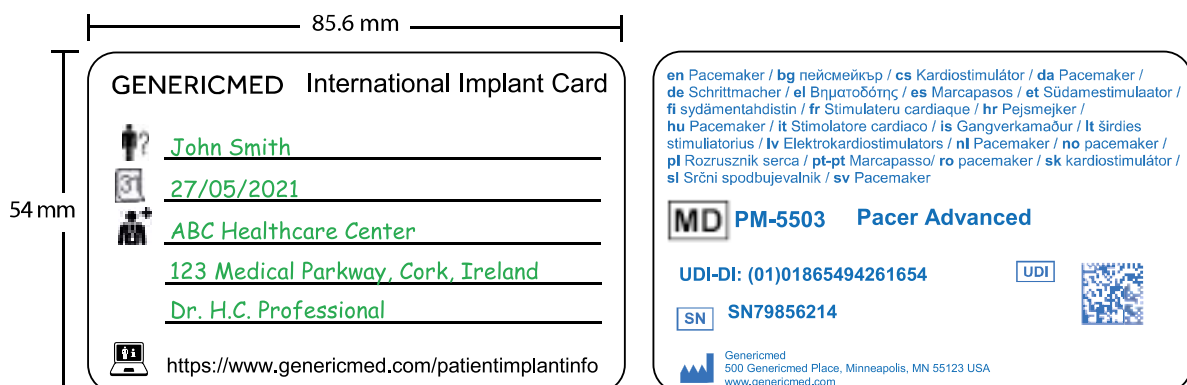 85.6 mm
54 mm
GENERICMED International Implant Card
?
John Smith
31
27/05/2021
ABC Healthcare Center
123 Medical Parkway, Cork, Ireland
Dr. H.C. Professional
https://www.genericmed.com/patientimplantinfo
en Pacemaker / bg пейсмейкър / cs Kardiostimulátor / da Pacemaker /
de Schrittmacher / el Βηματοδότης / es Marcapasos / et Südamestimulaator /
fi sydämentahdistin / fr Stimulateru cardiaque / hr Pejsmejker /
hu Pacemaker / it Stimolatore cardiaco / is Gangverkamaður / lt širdies
stimuliatorius / lv Elektrokardiostimulators / nl Pacemaker / no pacemaker /
pl Rozrusznik serca / pt-pt Marcapasso/ ro pacemaker / sk kardiostimulátor /
sl Srčni spodbujevalnik / sv Pacemaker
MD PM-5503 Pacer Advanced
UDI-DI: (01)01865494261654 UDI
SN SN79856214
Genericmed
500 Genericmed Place, Minneapolis, MN 55123 USA
www.genericmed.com